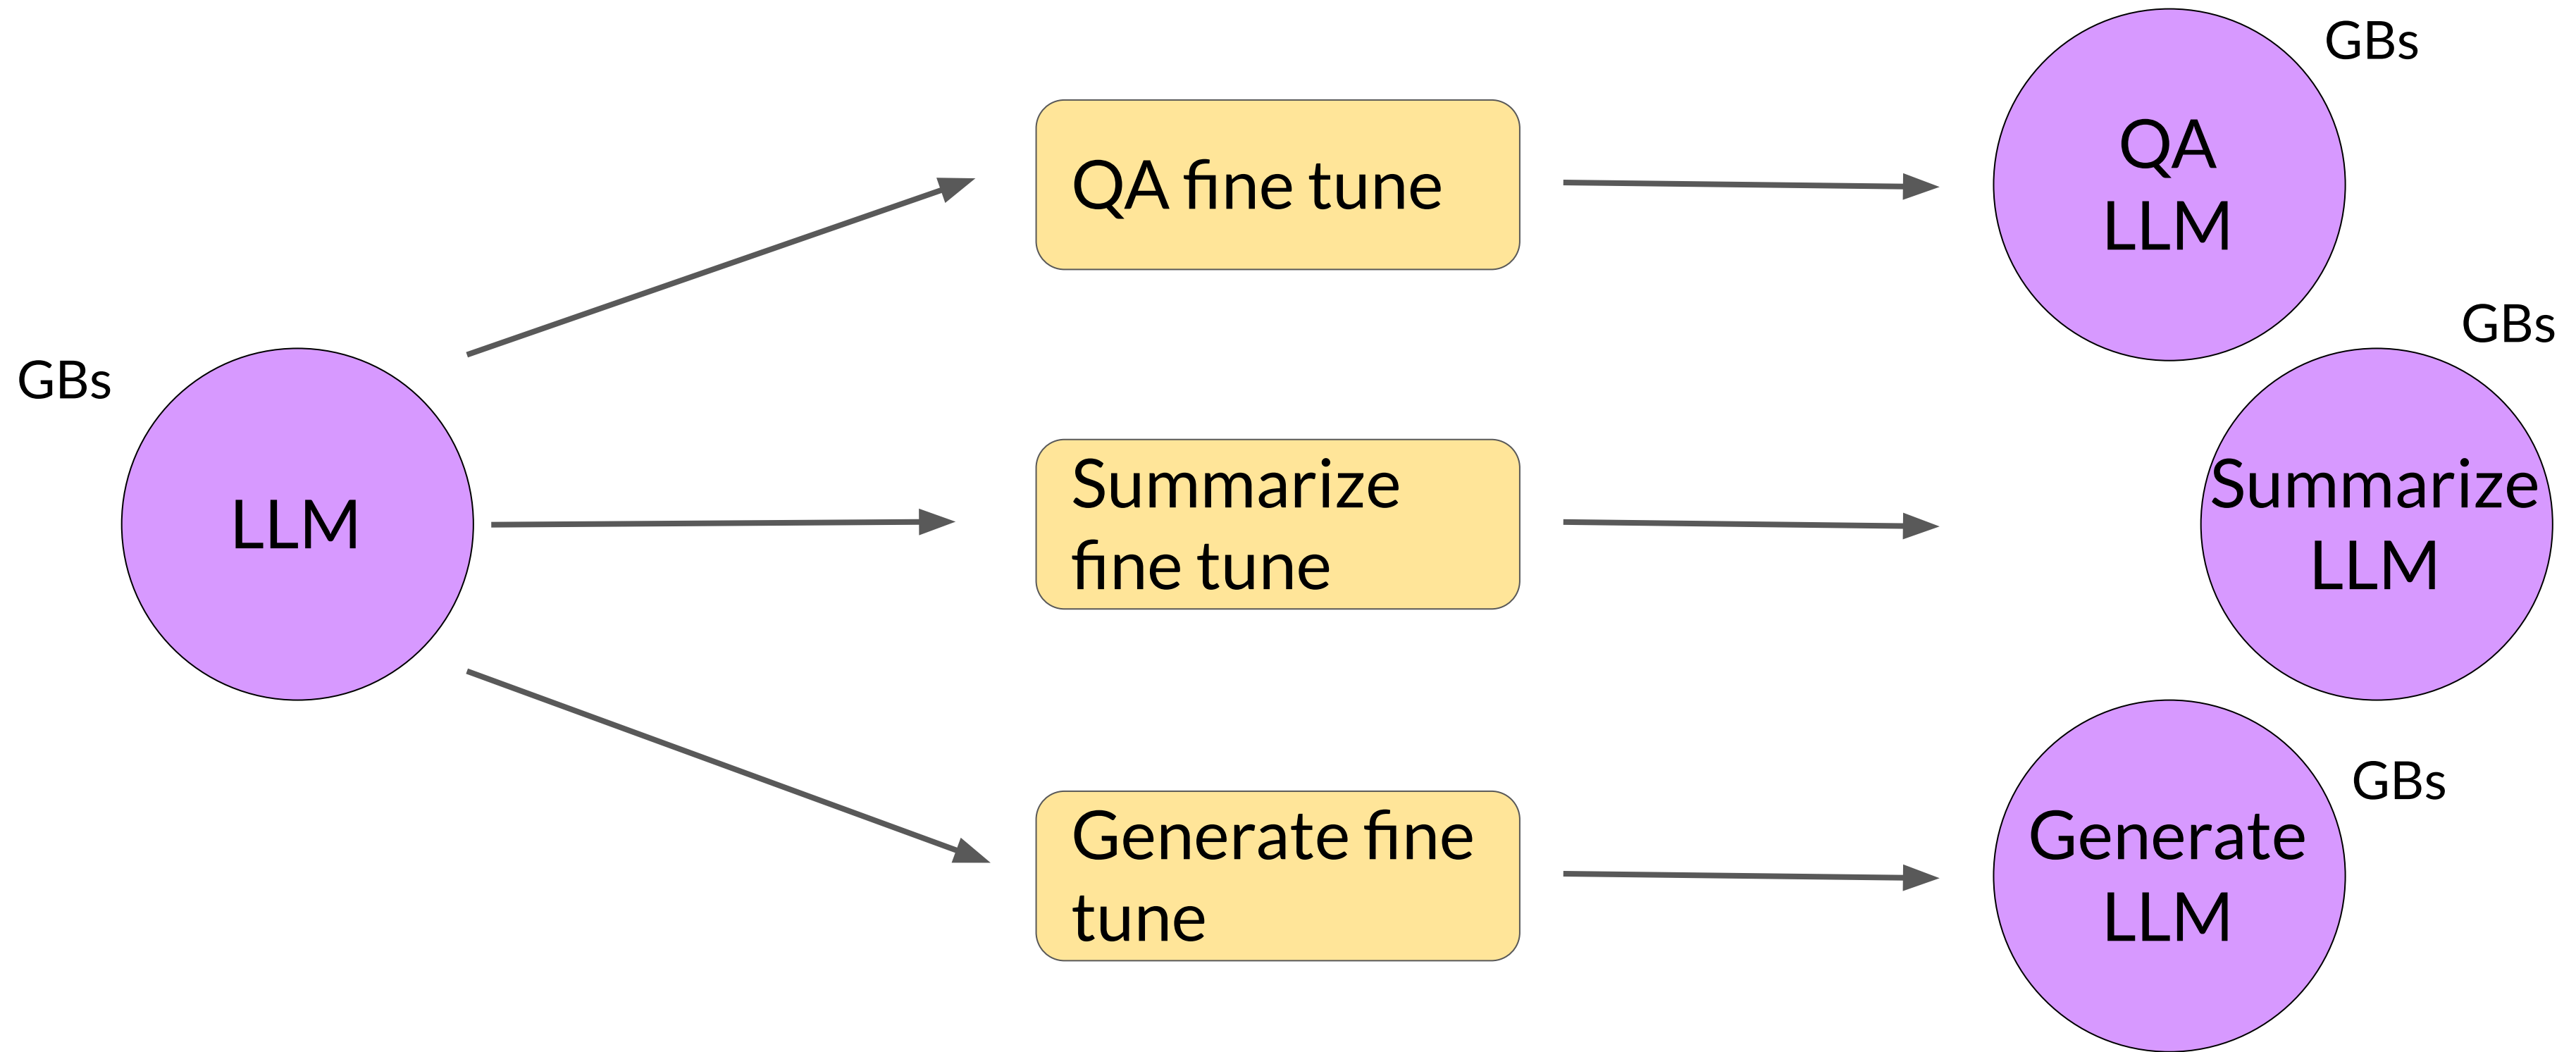 GBs
LLM
QA fine tune
Summarize
fine tune
Generate fine
tune
GBs
QA
LLM
GBs
Summarize
LLM
GBs
Generate
LLM